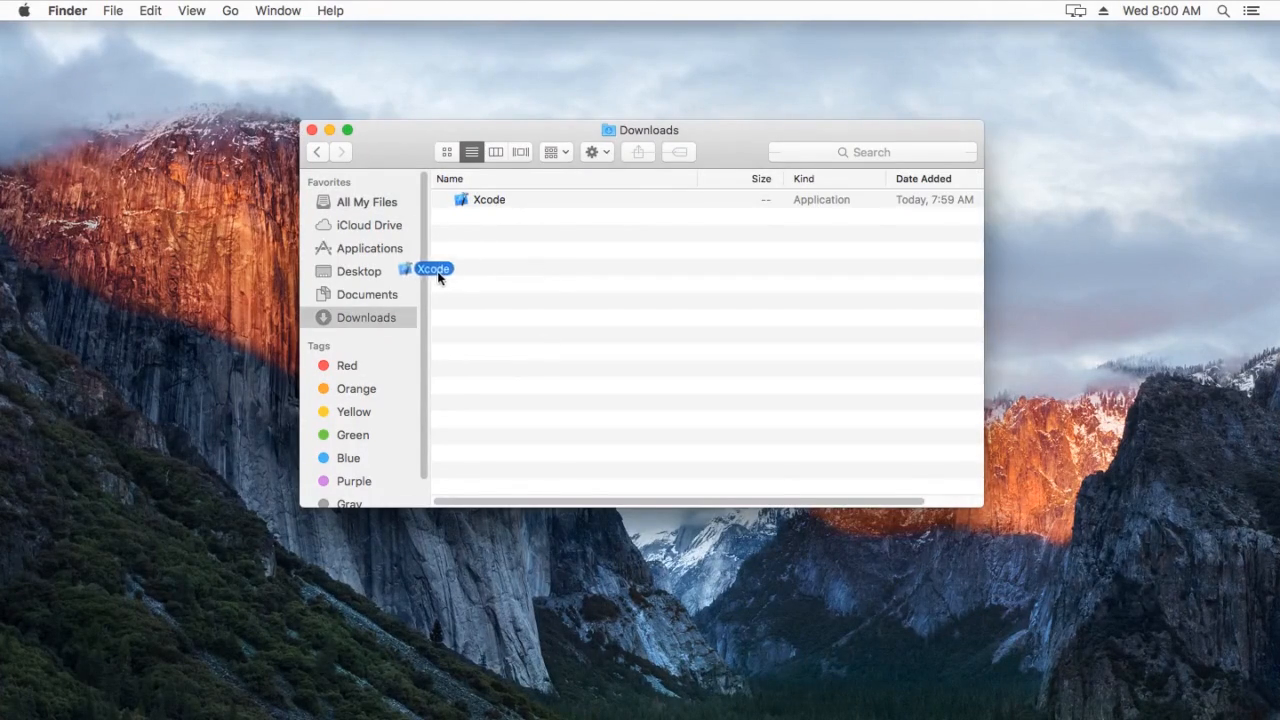 Finder File Edit View Go Window Help Wed 8:00 AM
Downloads
Search
Favorites
All My Files
iCloud Drive
Applications
Desktop
Documents
Downloads
Tags
Red
Orange
Yellow
Green
Blue
Purple
Gray
Name Size Kind Date Added
Xcode -- Application Today, 7:59 AM
Xcode